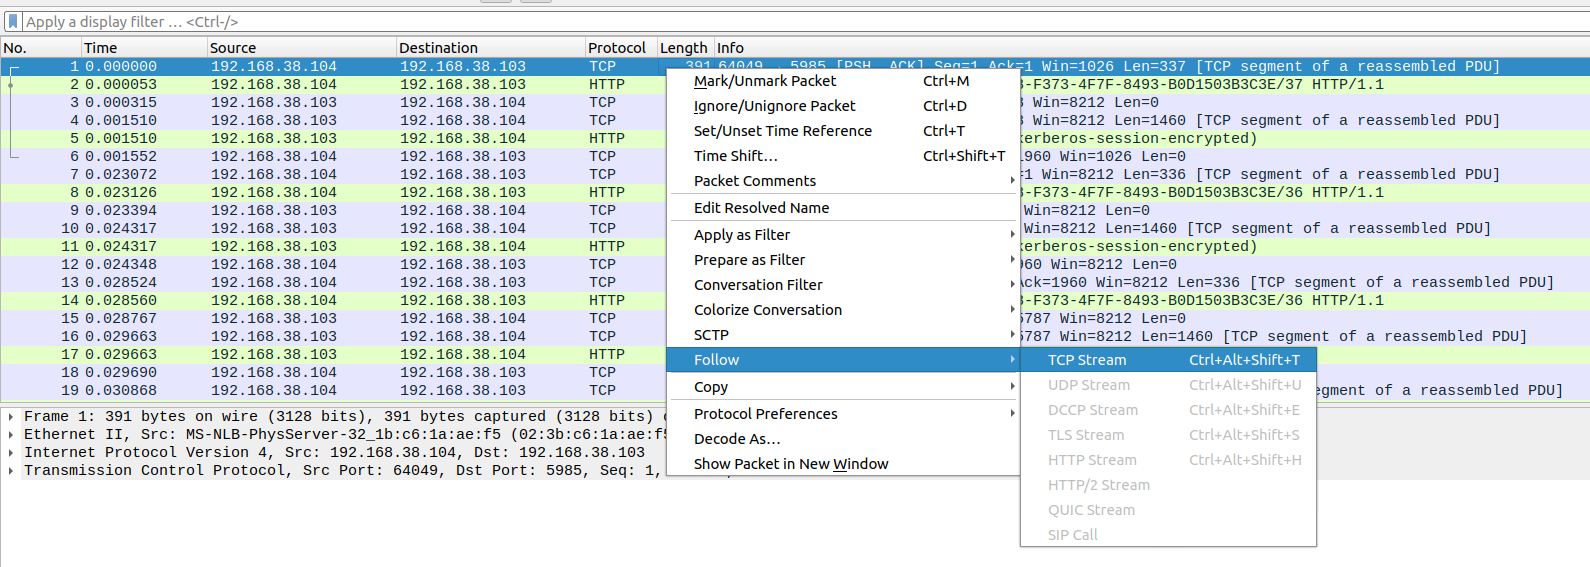 Apply a display filter … <Ctrl-/>
No. Time Source Destination Protocol Length Info
1 0.000000 192.168.38.104 192.168.38.103 TCP 391 64049 5985 [PSH, ACK] Seq=1 Ack=1 Win=1026 Len=337 [TCP segment of a reassembled PDU]
2 0.000053 192.168.38.104 192.168.38.103 HTTP -F373-4F7F-8493-B0D1503B3C3E/37 HTTP/1.1
3 0.000315 192.168.38.103 192.168.38.104 TCP Win=8212 Len=0
4 0.001510 192.168.38.103 192.168.38.104 TCP Win=8212 Len=1460 [TCP segment of a reassembled PDU]
5 0.001510 192.168.38.103 192.168.38.104 HTTP kerberos-session-encrypted)
6 0.001552 192.168.38.104 192.168.38.103 TCP 1960 Win=1026 Len=0
7 0.023072 192.168.38.104 192.168.38.103 TCP =1 Win=8212 Len=336 [TCP segment of a reassembled PDU]
8 0.023126 192.168.38.104 192.168.38.103 HTTP -F373-4F7F-8493-B0D1503B3C3E/36 HTTP/1.1
9 0.023394 192.168.38.103 192.168.38.104 TCP Win=8212 Len=0
10 0.024317 192.168.38.103 192.168.38.104 TCP Win=8212 Len=1460 [TCP segment of a reassembled PDU]
11 0.024317 192.168.38.103 192.168.38.104 HTTP kerberos-session-encrypted)
12 0.024348 192.168.38.104 192.168.38.103 TCP 960 Win=8212 Len=0
13 0.028524 192.168.38.104 192.168.38.103 TCP Ack=1960 Win=8212 Len=336 [TCP segment of a reassembled PDU]
14 0.028560 192.168.38.104 192.168.38.103 HTTP -F373-4F7F-8493-B0D1503B3C3E/36 HTTP/1.1
15 0.028767 192.168.38.103 192.168.38.104 TCP 5787 Win=8212 Len=0
16 0.029663 192.168.38.103 192.168.38.104 TCP 5787 Win=8212 Len=1460 [TCP segment of a reassembled PDU]
17 0.029663 192.168.38.103 192.168.38.104 HTTP
18 0.029690 192.168.38.104 192.168.38.103 TCP
19 0.030868 192.168.38.104 192.168.38.103 TCP gment of a reassembled PDU]
Frame 1: 391 bytes on wire (3128 bits), 391 bytes captured (3128 bits)
Ethernet II, Src: MS-NLB-PhysServer-32_1b:c6:1a:ae:f5 (02:3b:c6:1a:ae:f5
Internet Protocol Version 4, Src: 192.168.38.104, Dst: 192.168.38.103
Transmission Control Protocol, Src Port: 64049, Dst Port: 5985, Seq: 1,
Mark/Unmark Packet Ctrl+M
Ignore/Unignore Packet Ctrl+D
Set/Unset Time Reference Ctrl+T
Time Shift… Ctrl+Shift+T
Packet Comments
Edit Resolved Name
Apply as Filter
Prepare as Filter
Conversation Filter
Colorize Conversation
SCTP
Follow
Copy
Protocol Preferences
Decode As…
Show Packet in New Window
TCP Stream Ctrl+Alt+Shift+T
UDP Stream Ctrl+Alt+Shift+U
DCCP Stream Ctrl+Alt+Shift+E
TLS Stream Ctrl+Alt+Shift+S
HTTP Stream Ctrl+Alt+Shift+H
HTTP/2 Stream
QUIC Stream
SIP Call